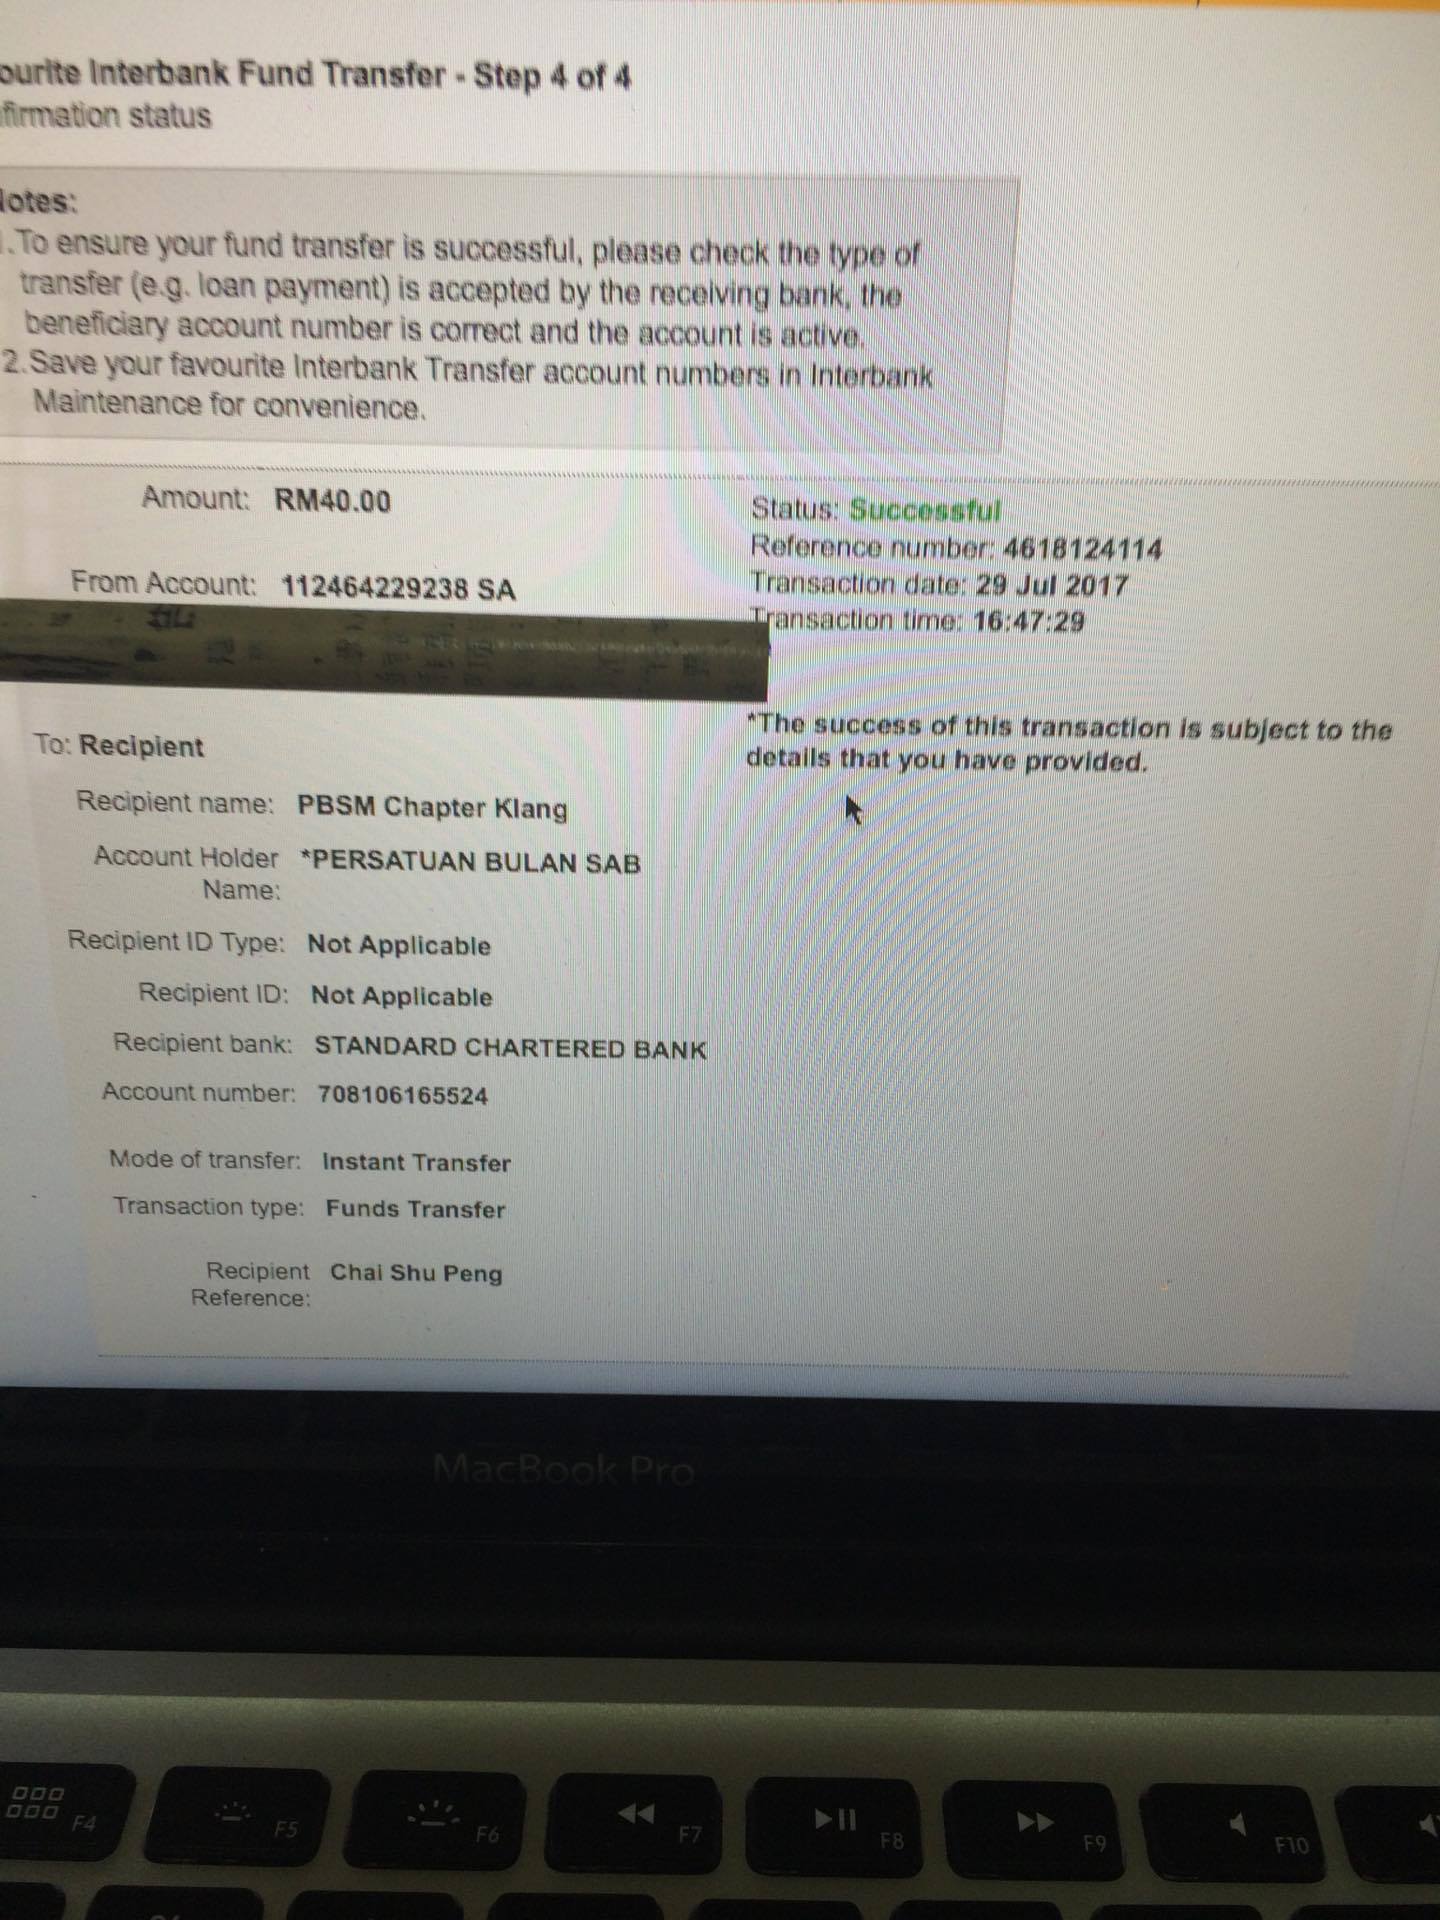 ourite Interbank Fund Transfer - Step 4 of 4
firmation status
Notes:
1.To ensure your fund transfer is successful, please check the type of
transfer (e.g. loan payment) is accepted by the receiving bank, the
beneficiary account number is correct and the account is active.
2.Save your favourite Interbank Transfer account numbers in Interbank
Maintenance for convenience.
Amount: RM40.00
From Account: 112464229238 SA
Status: Successful
Reference number: 4618124114
Transaction date: 29 Jul 2017
Transaction time: 16:47:29
*The success of this transaction is subject to the
details that you have provided.
To: Recipient
Recipient name: PBSM Chapter Klang
Account Holder Name: *PERSATUAN BULAN SAB
Recipient ID Type: Not Applicable
Recipient ID: Not Applicable
Recipient bank: STANDARD CHARTERED BANK
Account number: 708106165524
Mode of transfer: Instant Transfer
Transaction type: Funds Transfer
Recipient Reference: Chai Shu Peng
MacBook Pro
F4 F5 F6 F7 F8 F9 F10